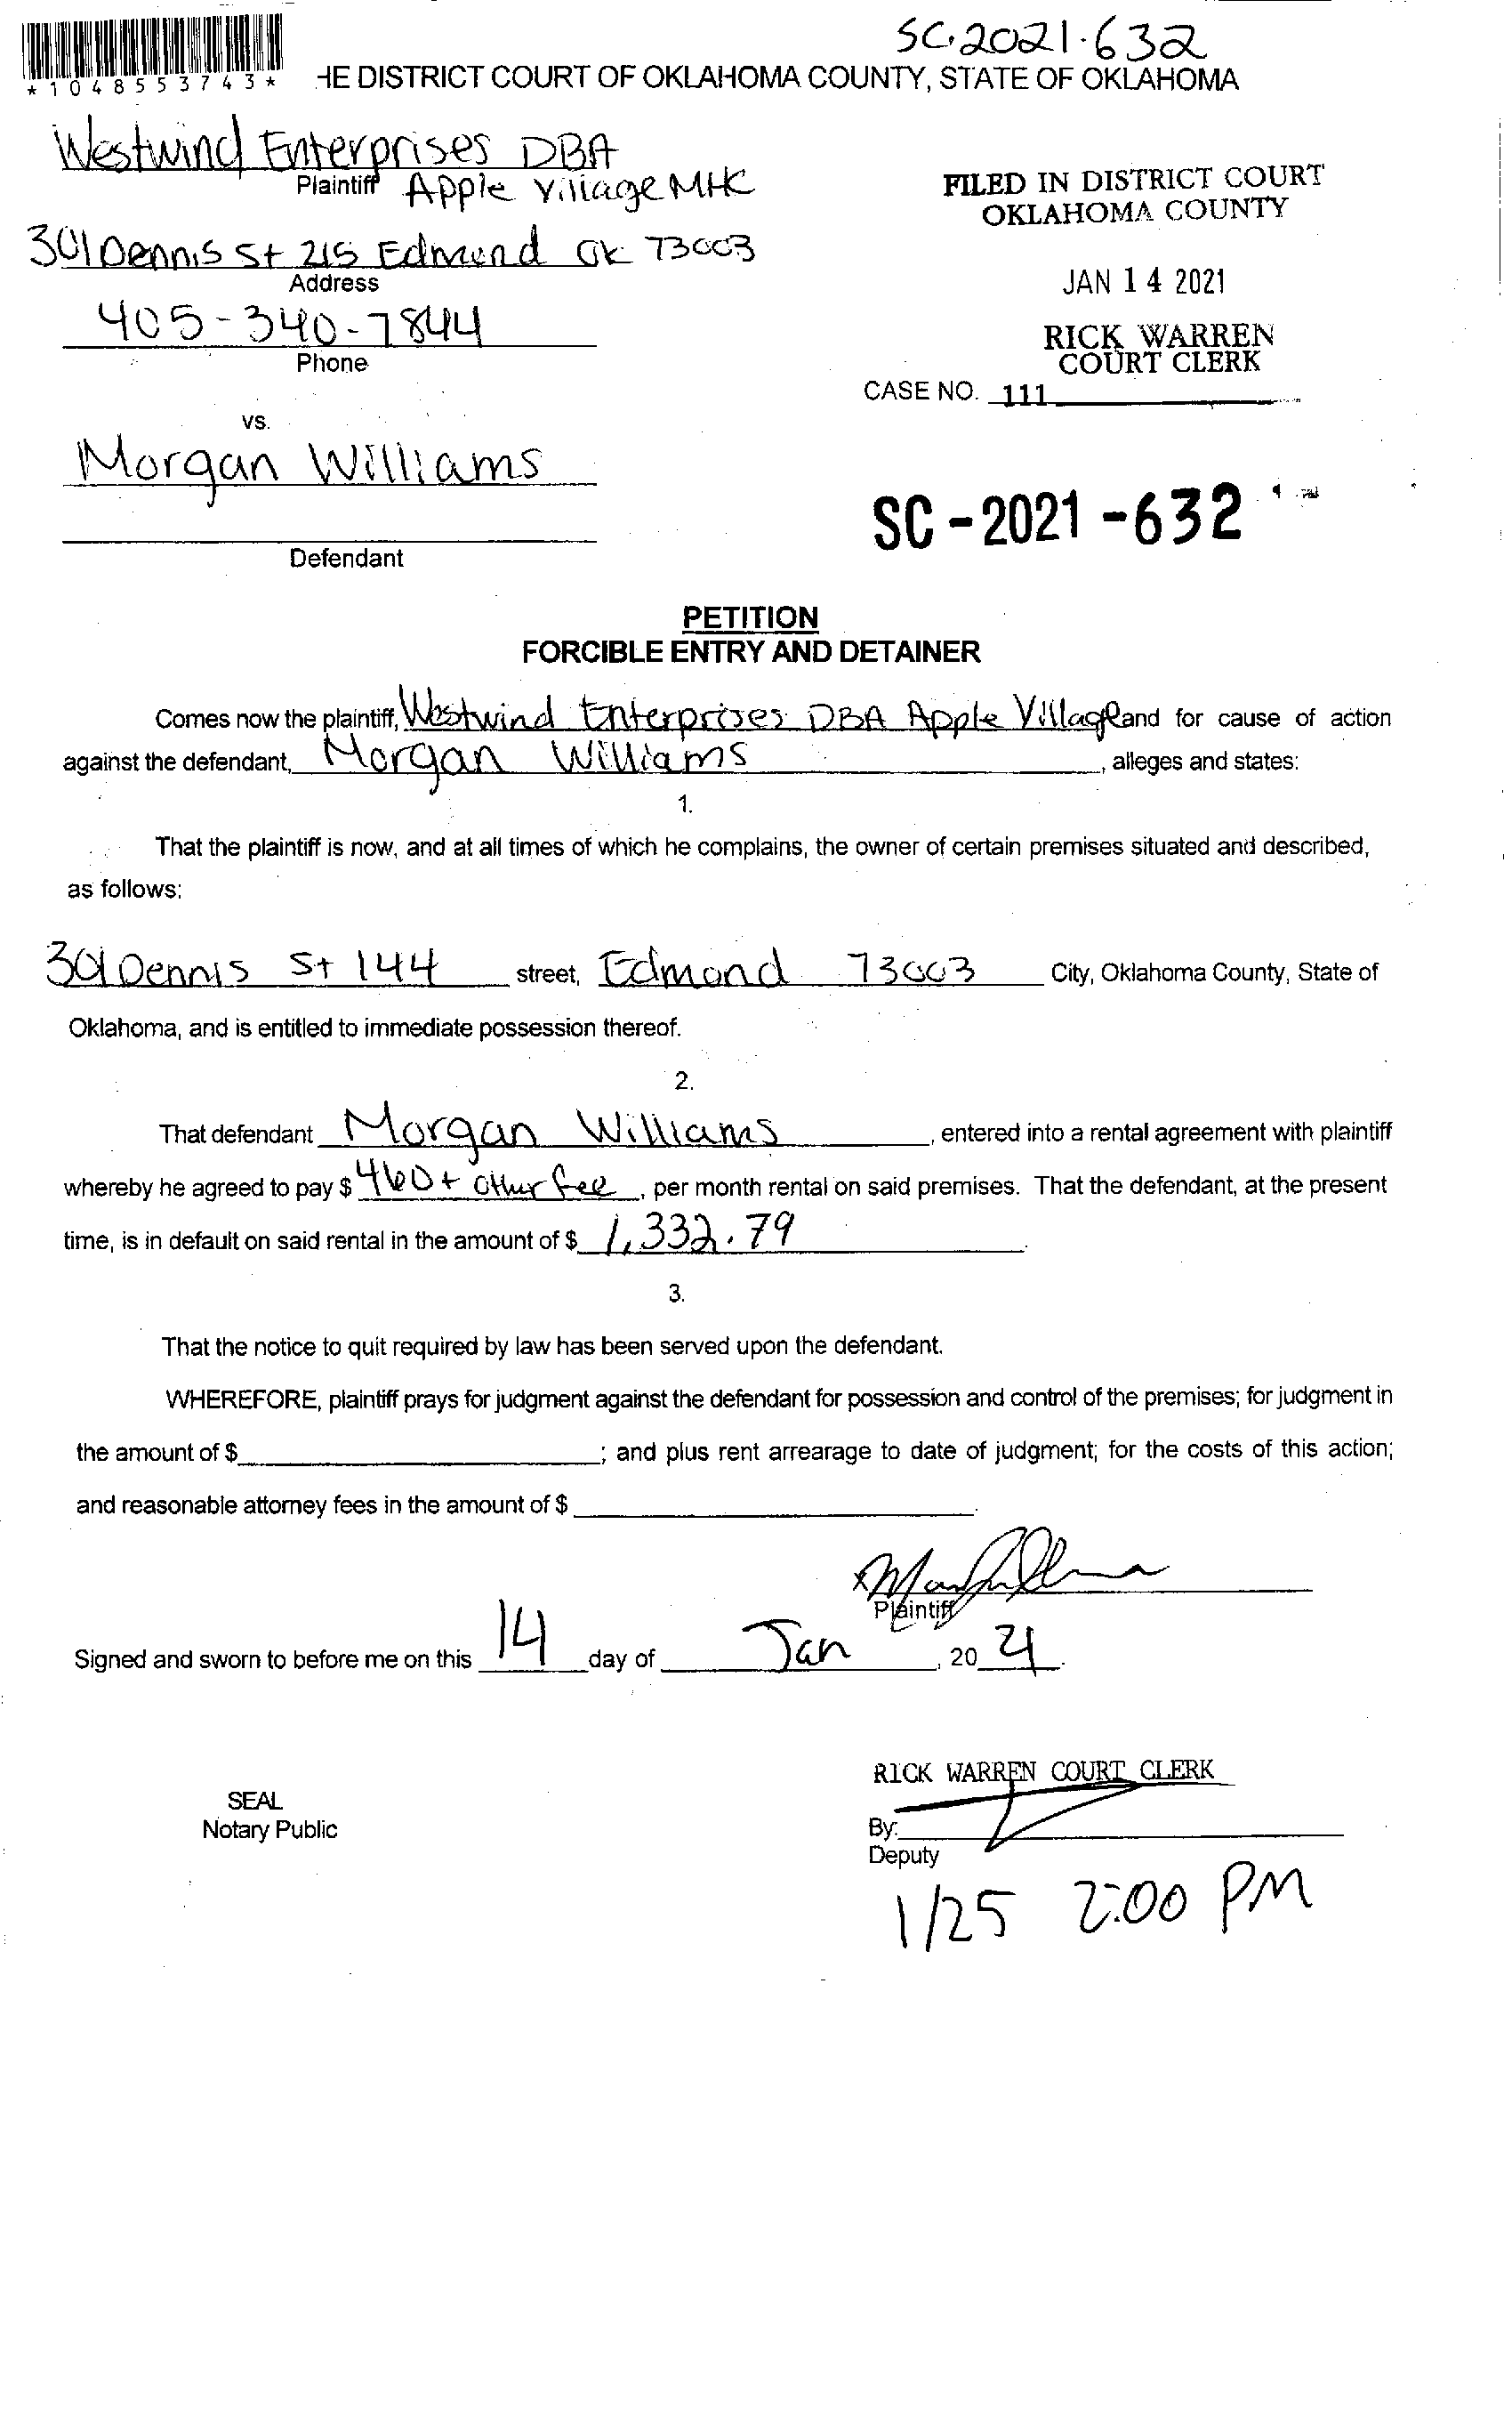 SC-2021-632
*1048553743*
HE DISTRICT COURT OF OKLAHOMA COUNTY, STATE OF OKLAHOMA
Westwind Enterprises DBA
Plaintiff Apple Village MHC
FILED IN DISTRICT COURT
OKLAHOMA COUNTY
301 Dennis St 215 Edmond OK 73003
Address
JAN 14 2021
405-340-7844
Phone
RICK WARREN
COURT CLERK
CASE NO. 111
vs.
Morgan Williams
SC-2021-632
Defendant
PETITION
FORCIBLE ENTRY AND DETAINER
Comes now the plaintiff, Westwind Enterprises DBA Apple Village and for cause of action
against the defendant, Morgan Williams, alleges and states:
1.
That the plaintiff is now, and at all times of which he complains, the owner of certain premises situated and described,
as follows:
301 Dennis St 144 street, Edmond 73003 City, Oklahoma County, State of
Oklahoma, and is entitled to immediate possession thereof.
2.
That defendant Morgan Williams, entered into a rental agreement with plaintiff
whereby he agreed to pay $ 460 + other fee, per month rental on said premises. That the defendant, at the present
time, is in default on said rental in the amount of $ 1,332.79.
3.
That the notice to quit required by law has been served upon the defendant.
WHEREFORE, plaintiff prays for judgment against the defendant for possession and control of the premises; for judgment in
the amount of $ ; and plus rent arrearage to date of judgment; for the costs of this action;
and reasonable attorney fees in the amount of $ .
x
Plaintiff
Signed and sworn to before me on this 14 day of Jan, 20 21.
RICK WARREN COURT CLERK
SEAL
Notary Public
By:
Deputy
1/25 2:00 PM